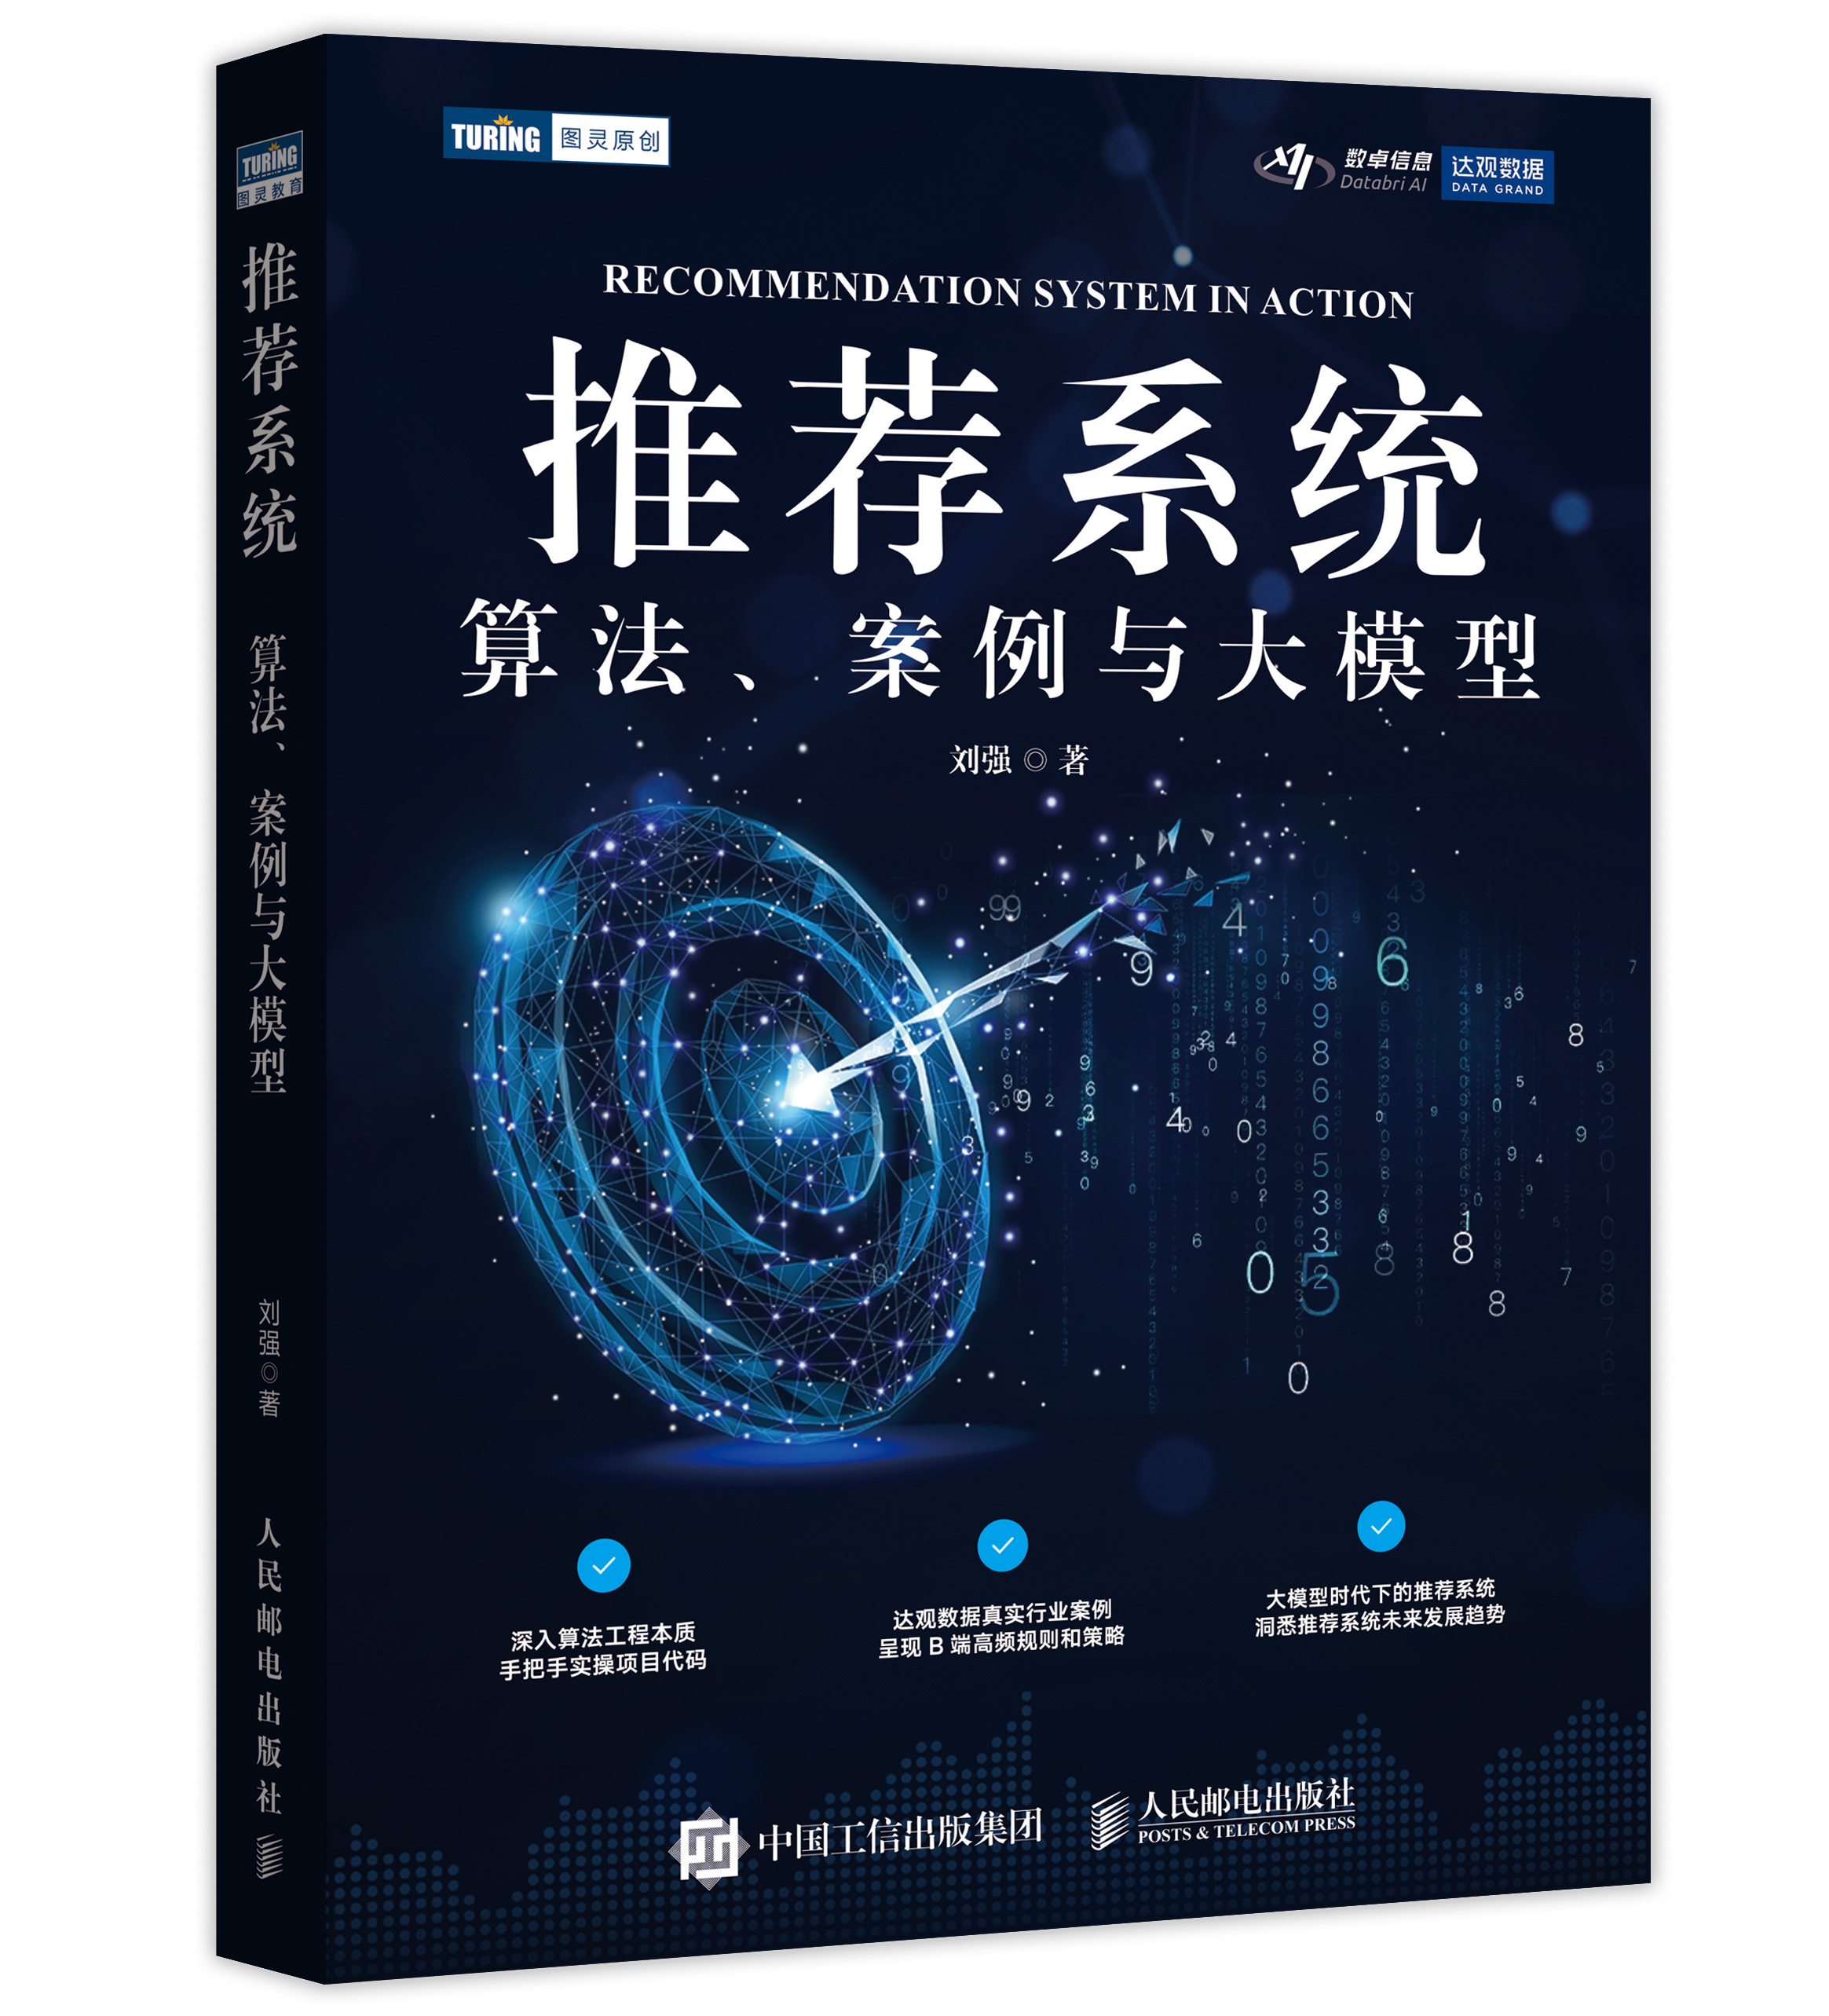 TURING 图灵原创
数卓信息
Databri AI
达观数据
DATA GRAND
RECOMMENDATION SYSTEM IN ACTION
推荐系统
算法、案例与大模型
刘强◎著
深入算法工程本质
手把手实操项目代码
达观数据真实行业案例
呈现 B 端高频规则和策略
大模型时代下的推荐系统
洞悉推荐系统未来发展趋势
中国工信出版集团
人民邮电出版社
POSTS & TELECOM PRESS
TURING
图灵教育
推荐系统
算法、案例与大模型
刘强◎著
人民邮电出版社